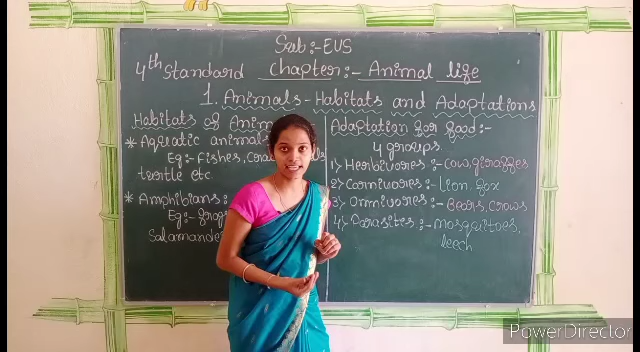 Sub:- EVS
4th Standard Chapter:- Animal life
1. Animals - Habitats and Adaptations
Habitats of
* Aquatic animal
Eg:- fishes,
turtle etc
* Amphibians:
Eg:- frogs
Salamande
Adaptation for food:-
4 groups.
1) Herbivores:- Cow, giraffes
2) Carnivores:- Lion, fox
3) Omnivores:- Bears, Crows
4) Parasites:- mosquitoes,
leech
PowerDirector